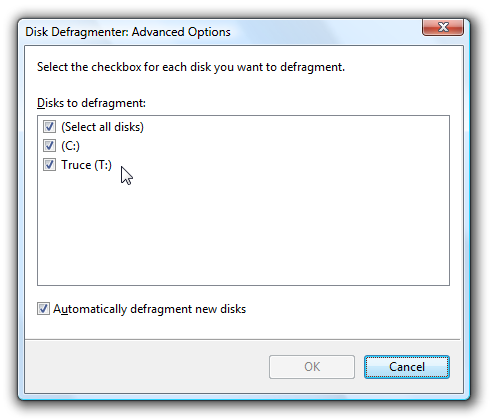 Disk Defragmenter: Advanced Options
Select the checkbox for each disk you want to defragment.
Disks to defragment:
(Select all disks)
(C:)
Truce (T:)
Automatically defragment new disks
OK Cancel